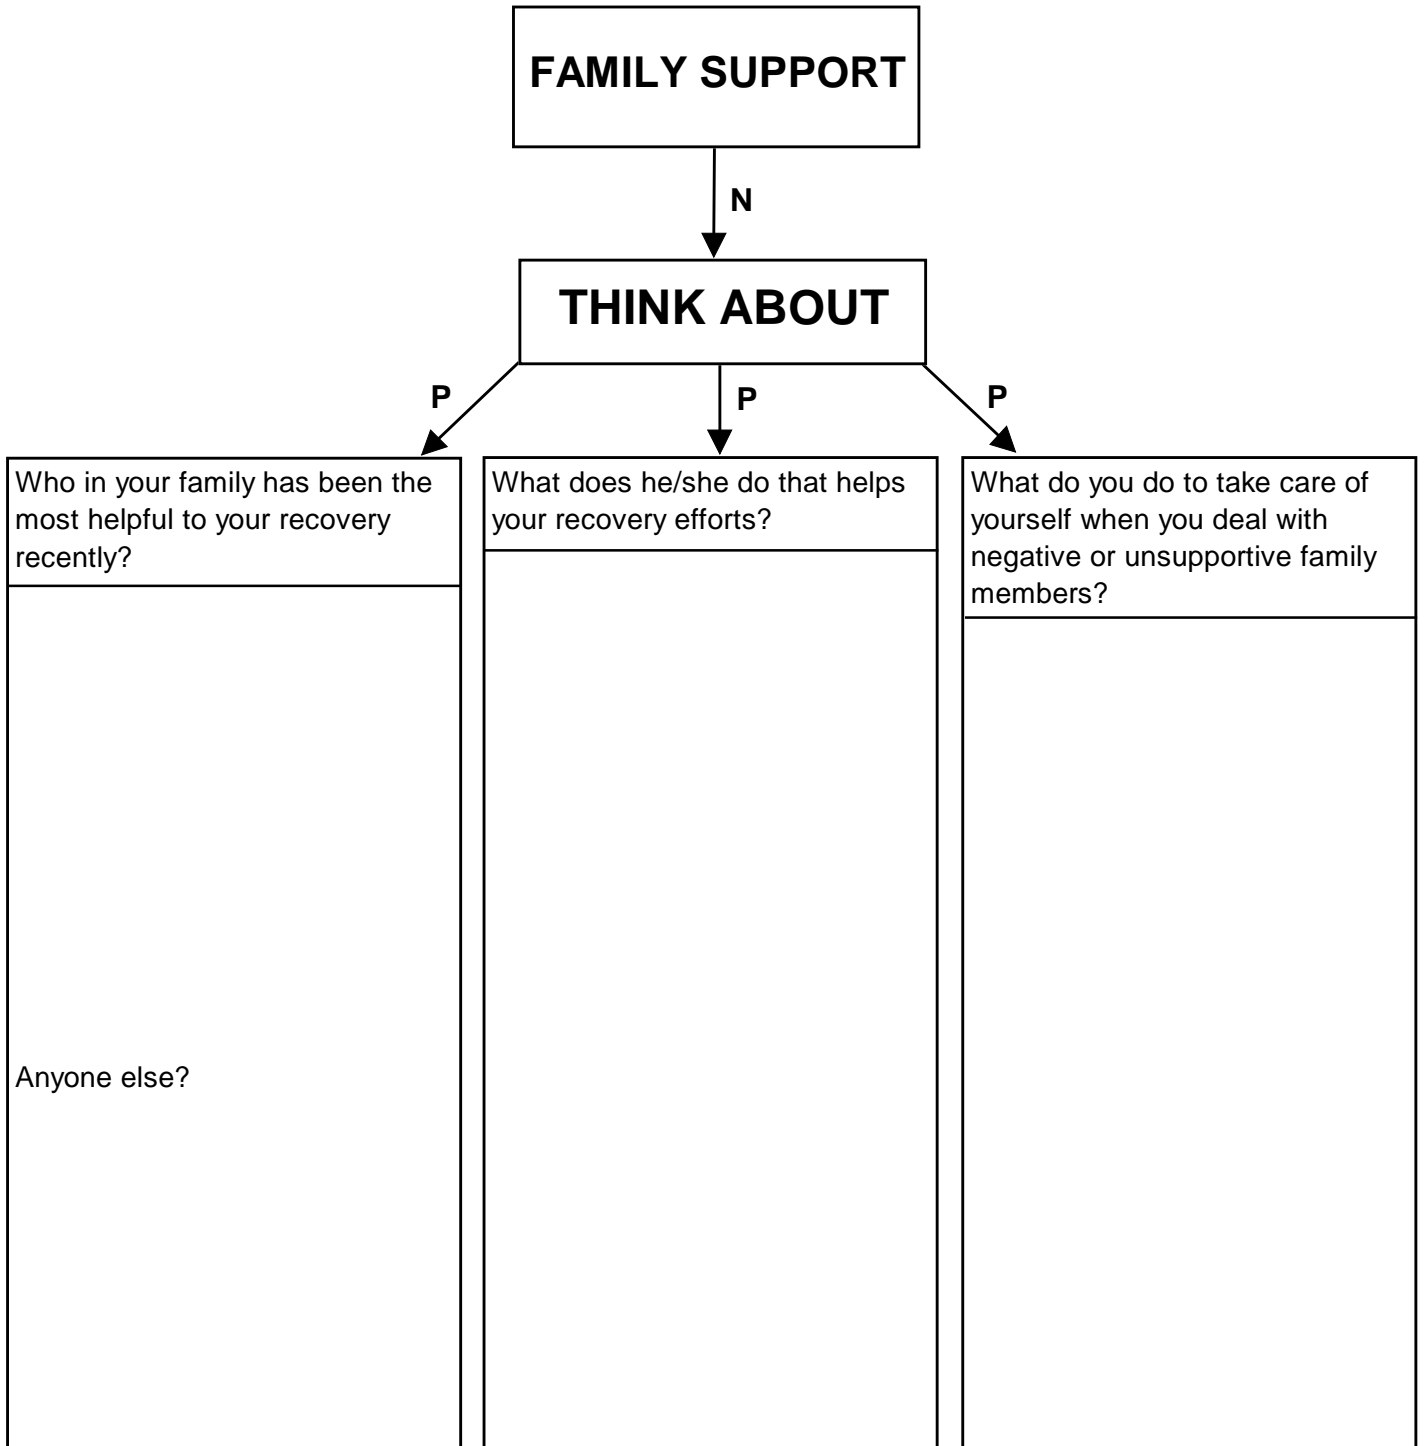 FAMILY SUPPORT
N
THINK ABOUT
P
P
P
Who in your family has been the
most helpful to your recovery
recently?
Anyone else?
What does he/she do that helps
your recovery efforts?
What do you do to take care of
yourself when you deal with
negative or unsupportive family
members?